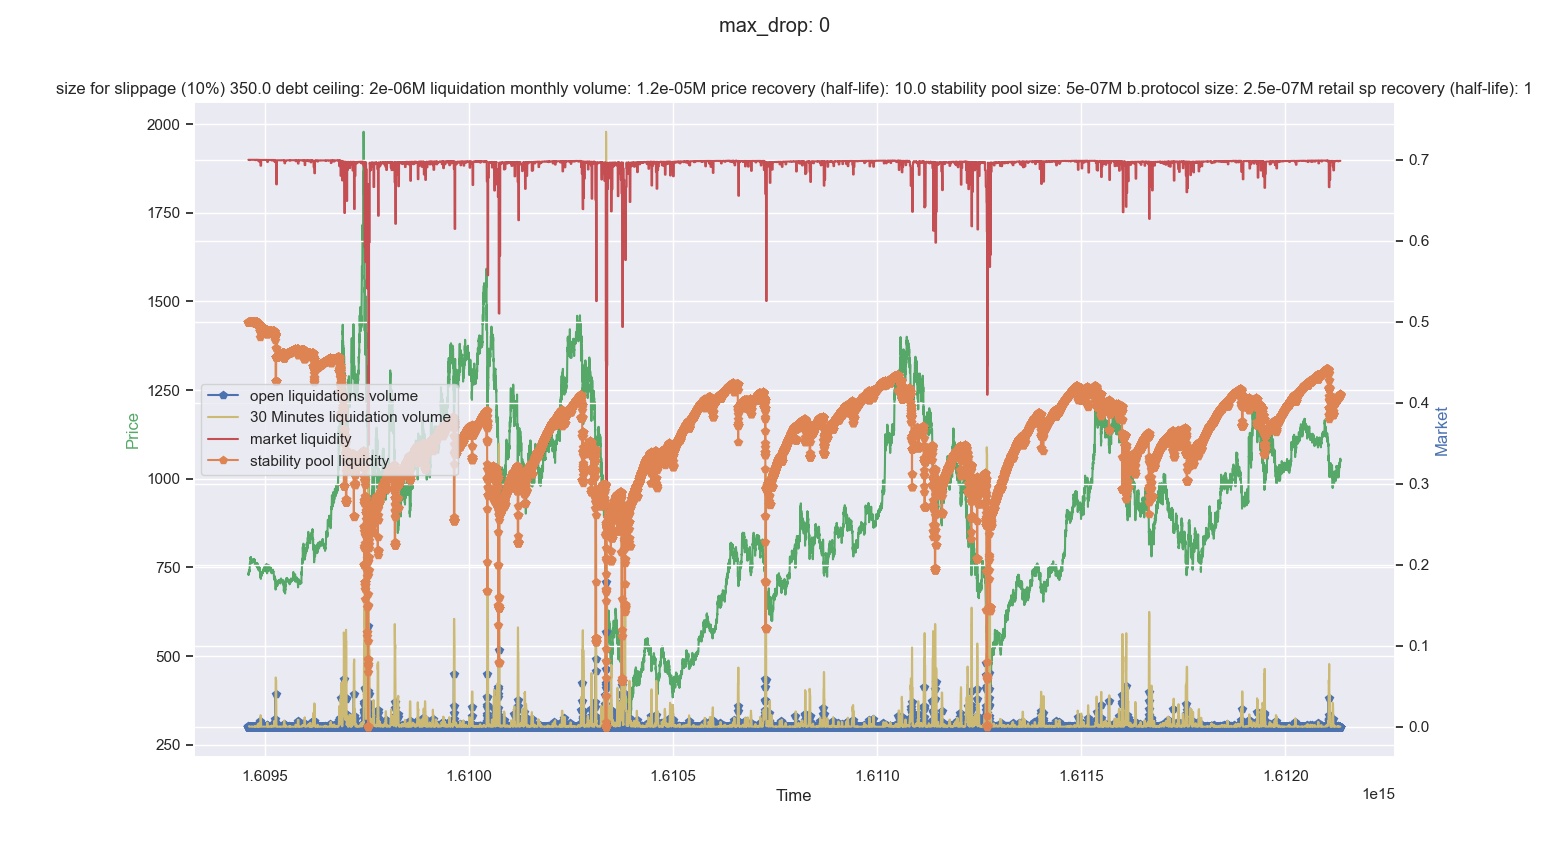 max_drop: 0
size for slippage (10%) 350.0 debt ceiling: 2e-06M liquidation monthly volume: 1.2e-05M price recovery (half-life): 10.0 stability pool size: 5e-07M b.protocol size: 2.5e-07M retail sp recovery (half-life): 1
2000
1750
1500
1250
1000
750
500
250
Price
open liquidations volume
30 Minutes liquidation volume
market liquidity
stability pool liquidity
0.7
0.6
0.5
0.4
0.3
0.2
0.1
0.0
Market
1.6095
1.6100
1.6105
1.6110
1.6115
1.6120
Time
1e15